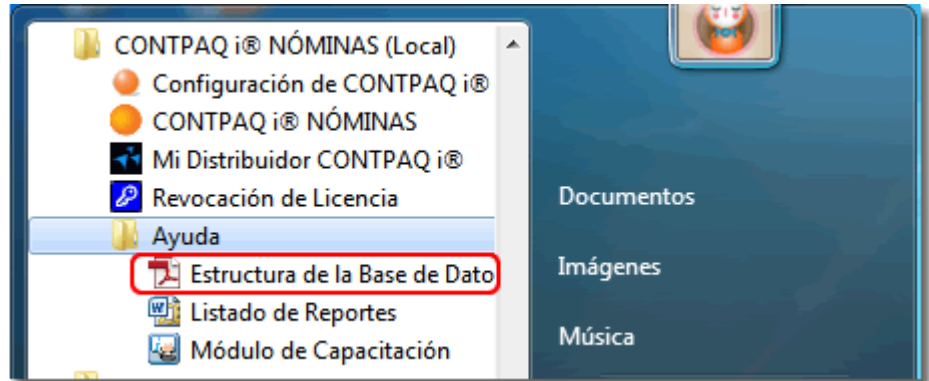 CONTPAQ i® NÓMINAS (Local)
Configuración de CONTPAQ i®
CONTPAQ i® NÓMINAS
Mi Distribuidor CONTPAQ i®
Revocación de Licencia
Ayuda
Estructura de la Base de Dato
Listado de Reportes
Módulo de Capacitación
Documentos
Imágenes
Música